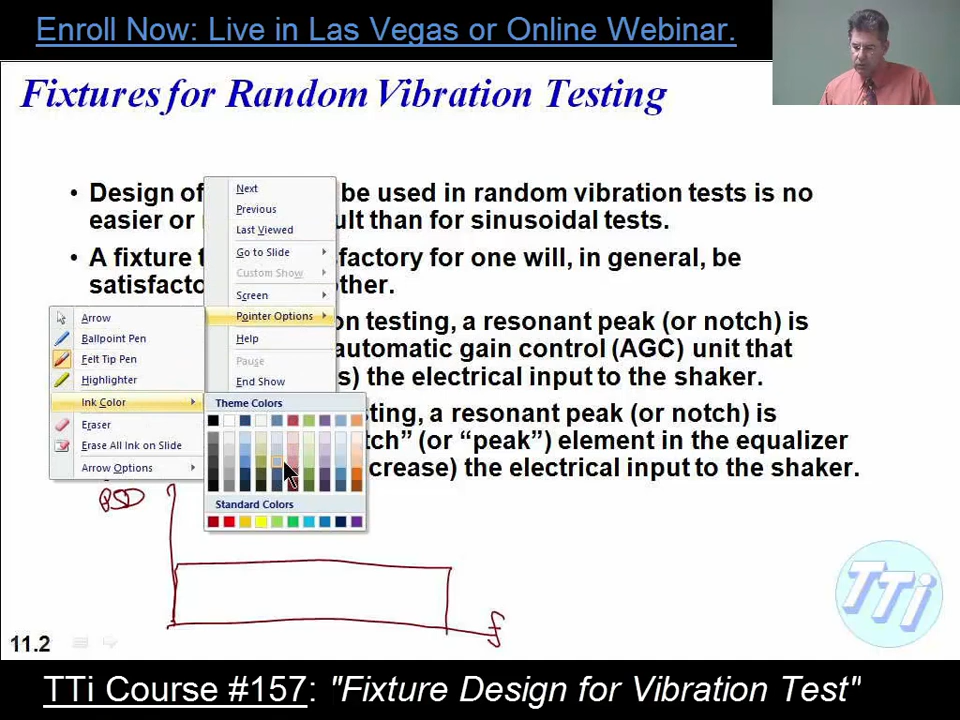 Enroll Now: Live in Las Vegas or Online Webinar.
Fixtures for Random Vibration Testing
• Design of be used in random vibration tests is no
easier or ult than for sinusoidal tests.
• A fixture t sfactory for one will, in general, be
satisfacto other.
on testing, a resonant peak (or notch) is
automatic gain control (AGC) unit that
s) the electrical input to the shaker.
sting, a resonant peak (or notch) is
tch” (or “peak”) element in the equalizer
crease) the electrical input to the shaker.
Next
Previous
Last Viewed
Go to Slide
Custom Show
Screen
Pointer Options
Help
Pause
End Show
Arrow
Ballpoint Pen
Felt Tip Pen
Highlighter
Ink Color
Eraser
Erase All Ink on Slide
Arrow Options
Theme Colors
Standard Colors
PSD
f
TTi
11.2
TTi Course #157: "Fixture Design for Vibration Test"